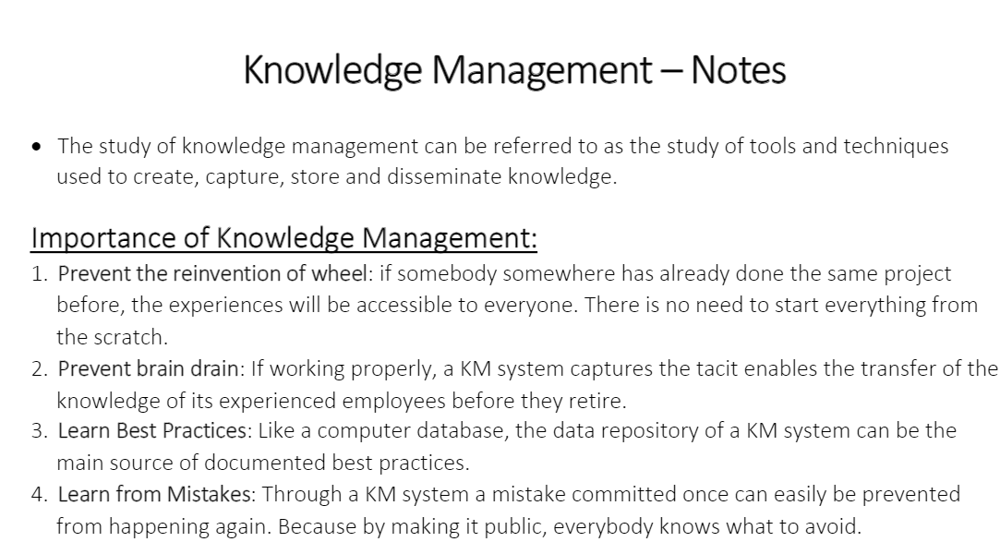 Knowledge Management – Notes
• The study of knowledge management can be referred to as the study of tools and techniques
used to create, capture, store and disseminate knowledge.
Importance of Knowledge Management:
1. Prevent the reinvention of wheel: if somebody somewhere has already done the same project
before, the experiences will be accessible to everyone. There is no need to start everything from
the scratch.
2. Prevent brain drain: If working properly, a KM system captures the tacit enables the transfer of the
knowledge of its experienced employees before they retire.
3. Learn Best Practices: Like a computer database, the data repository of a KM system can be the
main source of documented best practices.
4. Learn from Mistakes: Through a KM system a mistake committed once can easily be prevented
from happening again. Because by making it public, everybody knows what to avoid.